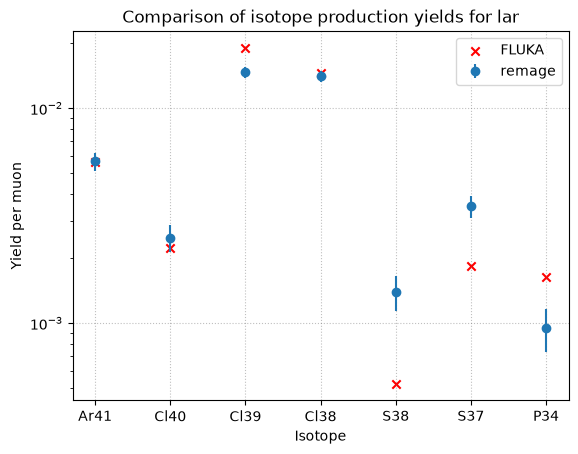 Comparison of isotope production yields for lar
FLUKA
remage
Yield per muon
10⁻²
10⁻³
Ar41 Cl40 Cl39 Cl38 S38 S37 P34
Isotope